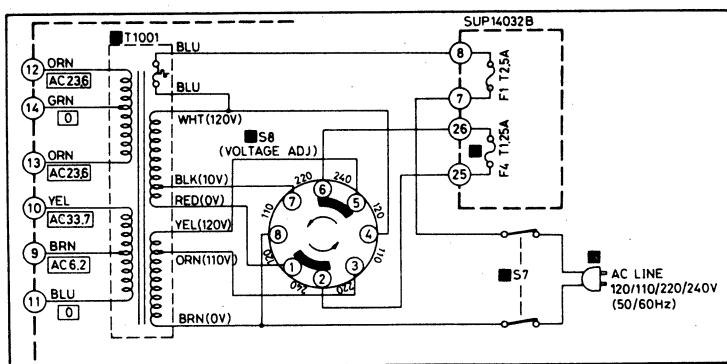 SUP14032B
T1001
BLU
8
12
ORN
AC23.6
F1 T2,5A
14
GRN
BLU
7
0
WHT(120V)
S8
(VOLTAGE ADJ)
26
F4 T1,25A
13
ORN
AC23.6
25
220
240
6
BLK(10V)
7
5
10
YEL
AC33.7
RED(0V)
110
120
YEL(120V)
8
4
9
BRN
AC6.2
ORN(110V)
120
1
3
110
S7
AC LINE
120/110/220/240V
(50/60Hz)
2
240
220
11
BLU
0
BRN(0V)